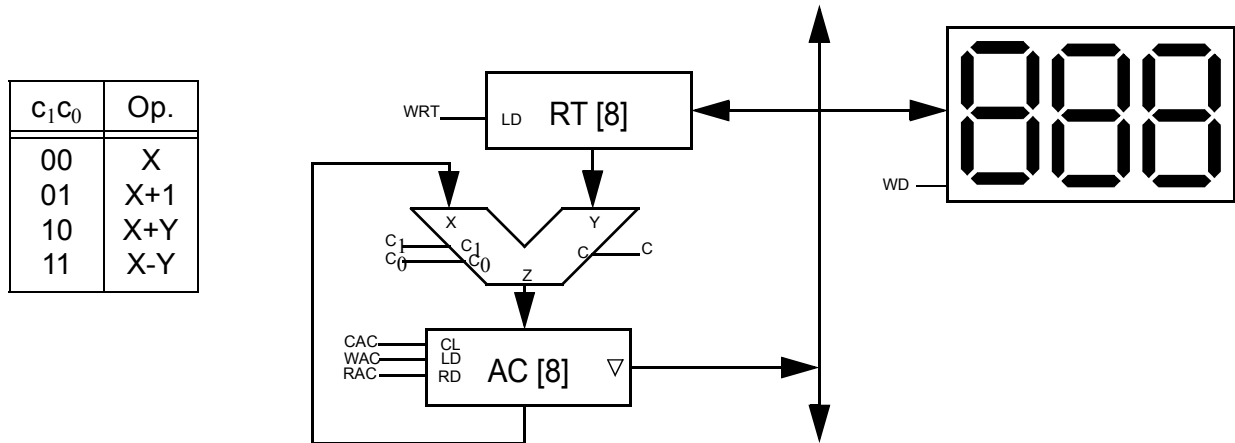 c1c0 Op.
00 X
01 X+1
10 X+Y
11 X-Y
WRT LD RT [8]
888
WD
X Y
C1 C1 C C
C0 C0
Z
CAC CL
WAC LD AC [8] ▽
RAC RD